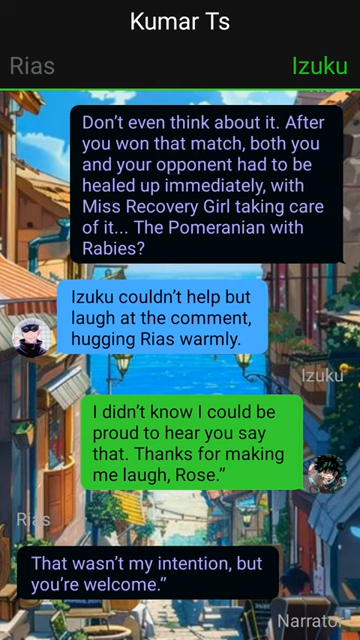 Kumar Ts
Rias
Izuku
Don’t even think about it. After
you won that match, both you
and your opponent had to be
healed up immediately, with
Miss Recovery Girl taking care
of it... The Pomeranian with
Rabies?
Izuku couldn’t help but
laugh at the comment,
hugging Rias warmly.
Izuku
I didn’t know I could be
proud to hear you say
that. Thanks for making
me laugh, Rose.”
Rias
That wasn’t my intention, but
you’re welcome.”
Narrator